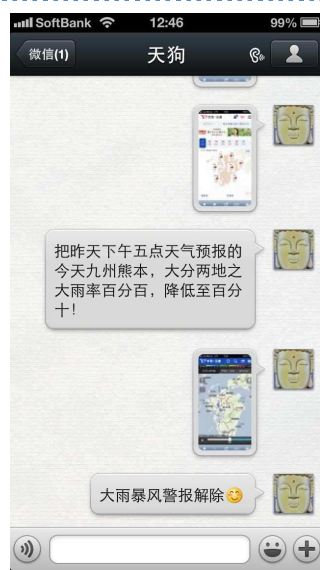 SoftBank 12:46 99%
微信(1) 天狗
把昨天下午五点天气预报的
今天九州熊本，大分两地之
大雨率百分百，降低至百分
十！
大雨暴风警报解除😊